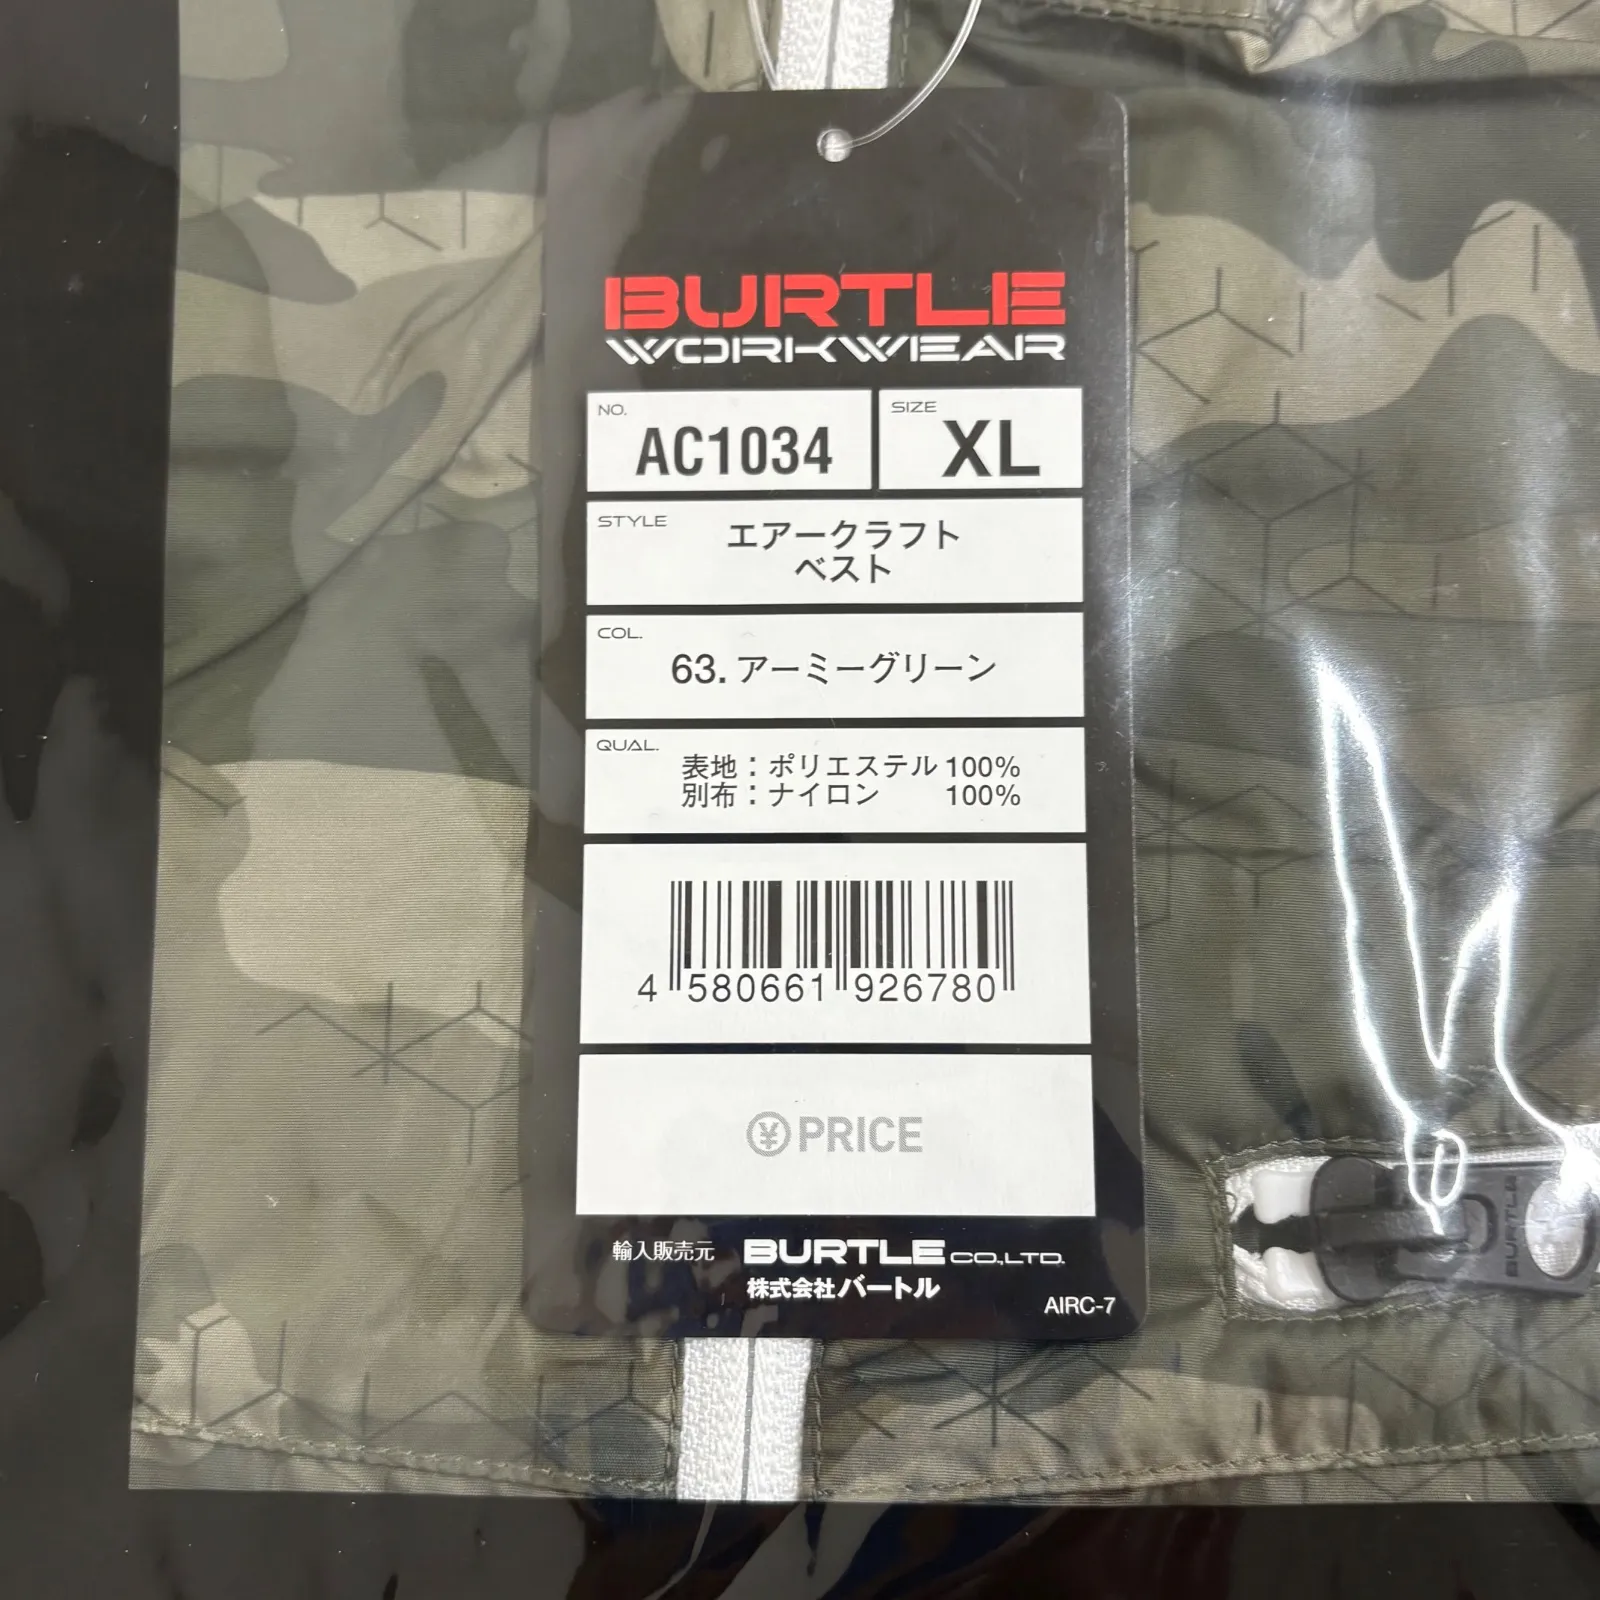 BURTLE
WORKWEAR
NO.
AC1034
SIZE
XL
STYLE
エアークラフト
ベスト
COL.
63. アーミーグリーン
QUAL.
表地：ポリエステル 100%
別布：ナイロン 100%
4 580661 926780
¥ PRICE
輸入販売元 BURTLE CO.,LTD.
株式会社バートル
AIRC-7
BURTLE